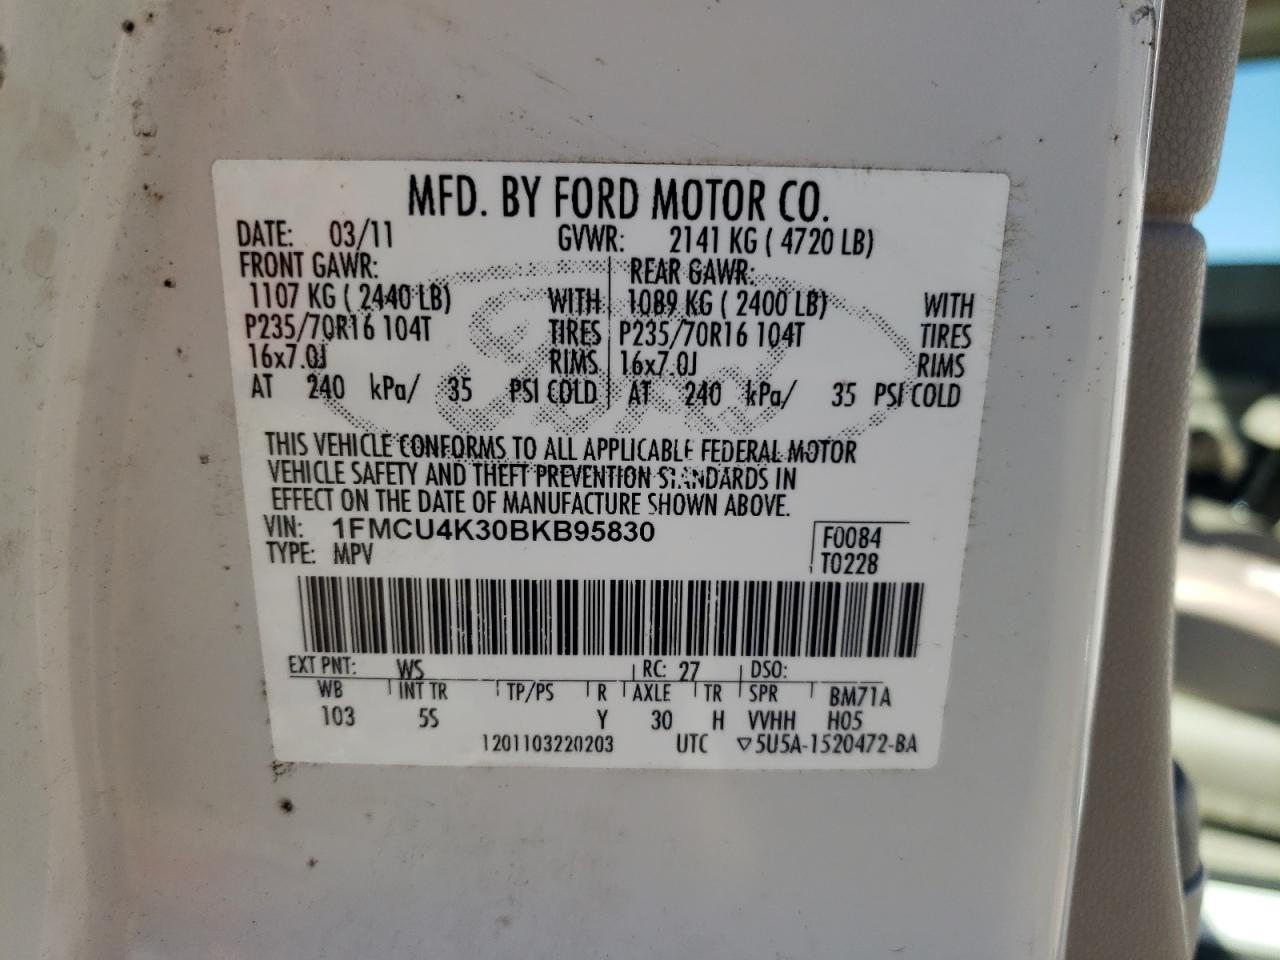 MFD. BY FORD MOTOR CO.
DATE: 03/11 GVWR: 2141 KG ( 4720 LB)
FRONT GAWR: REAR GAWR:
1107 KG ( 2440 LB) WITH 1089 KG ( 2400 LB) WITH
P235/70R16 104T TIRES P235/70R16 104T TIRES
16x7.0J RIMS 16x7.0J RIMS
AT 240 kPa/ 35 PSI COLD AT 240 kPa/ 35 PSI COLD
Ford
THIS VEHICLE CONFORMS TO ALL APPLICABLE FEDERAL MOTOR
VEHICLE SAFETY AND THEFT PREVENTION STANDARDS IN
EFFECT ON THE DATE OF MANUFACTURE SHOWN ABOVE.
VIN: 1FMCU4K30BKB95830 F0084
TYPE: MPV T0228
EXT PNT: WS RC: 27 DSO:
WB INT TR TP/PS R AXLE TR SPR BM71A
103 5S Y 30 H VVHH H05
1201103220203 UTC ▽5U5A-1520472-BA